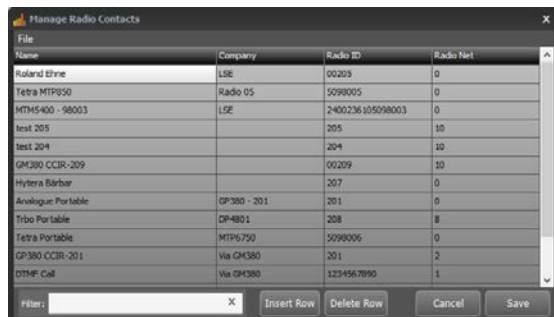 Manage Radio Contacts X
File
Name Company Radio ID Radio Net
Roland Ehne LSE 00205 0
Tetra MTP850 Radio 05 5098005 0
MTM5400 - 98003 LSE 2400236105098003 0
test 205 205 10
test 204 204 10
GM380 CCIR-209 00209 10
Hytera Bärbar 207 0
Analogue Portable GP380 - 201 201 0
Trbo Portable DP4801 208 8
Tetra Portable MTP6750 5098006 0
GP380 CCIR-201 Via GM380 201 2
DTMF Call Via GM380 1234567890 1
Filter: X Insert Row Delete Row Cancel Save